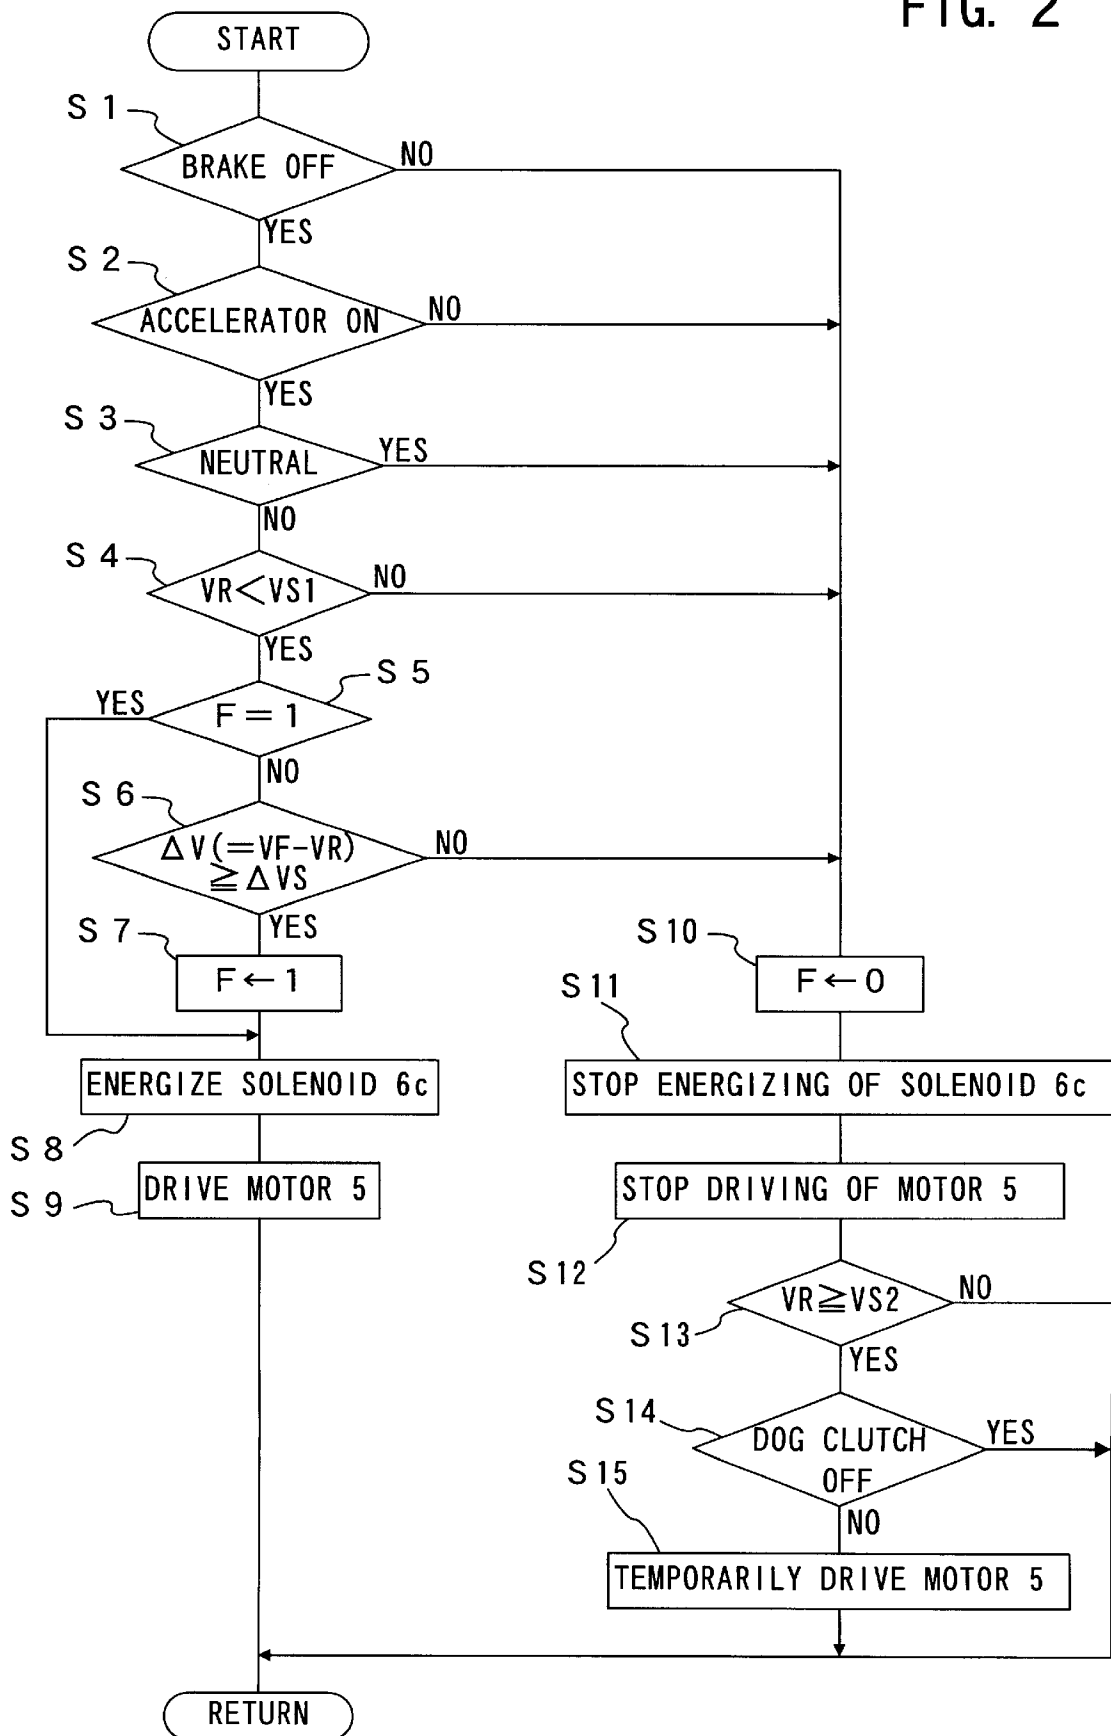 FIG. 2
START
S1
BRAKE OFF
NO
YES
S2
ACCELERATOR ON
NO
YES
S3
NEUTRAL
YES
NO
S4
VR<VS1
NO
YES
S5
YES
F=1
NO
S6
ΔV(=VF-VR)
≧ΔVS
NO
YES
S7
F←1
S10
F←0
S11
ENERGIZE SOLENOID 6c
STOP ENERGIZING OF SOLENOID 6c
S8
DRIVE MOTOR 5
S9
STOP DRIVING OF MOTOR 5
S12
VR≧VS2
NO
S13
YES
S14
DOG CLUTCH
OFF
YES
S15
NO
TEMPORARILY DRIVE MOTOR 5
RETURN